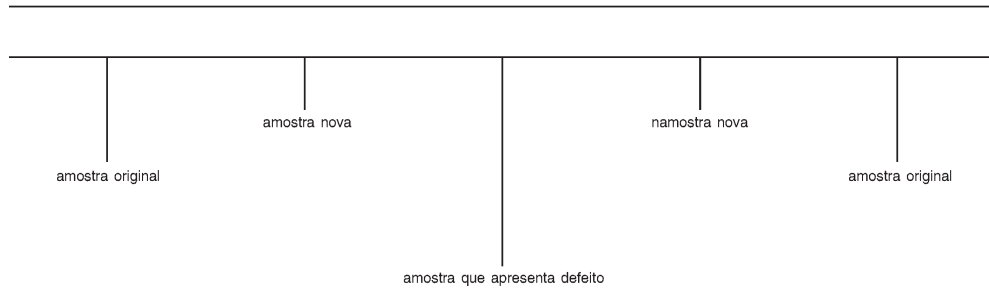 amostra nova
namostra nova
amostra original
amostra original
amostra que apresenta defeito